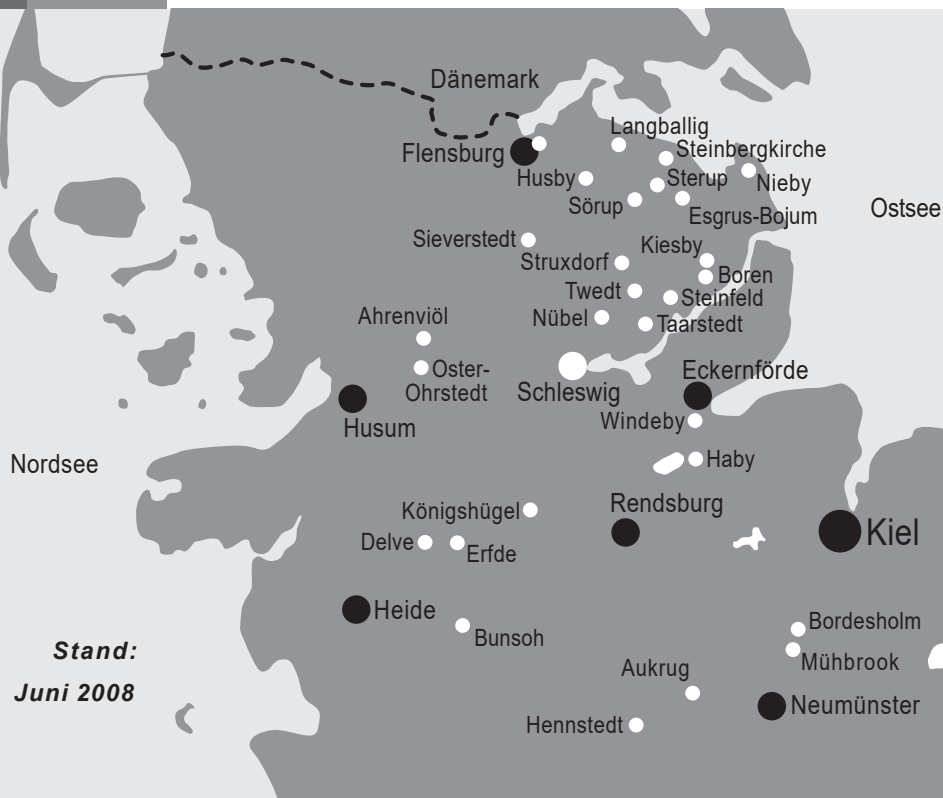 Dänemark
Langballig
Steinbergkirche
Flensburg
Husby
Sterup
Nieby
Sörup
Esgrus-Bojum
Ostsee
Sieverstedt
Kiesby
Struxdorf
Boren
Twedt
Steinfeld
Nübel
Taarstedt
Ahrenviöl
Oster-
Ohrstedt
Schleswig
Eckernförde
Husum
Windeby
Nordsee
Haby
Rendsburg
Königshügel
Kiel
Delve
Erfde
Heide
Bunsoh
Bordesholm
Stand:
Juni 2008
Mühbrook
Aukrug
Neumünster
Hennstedt